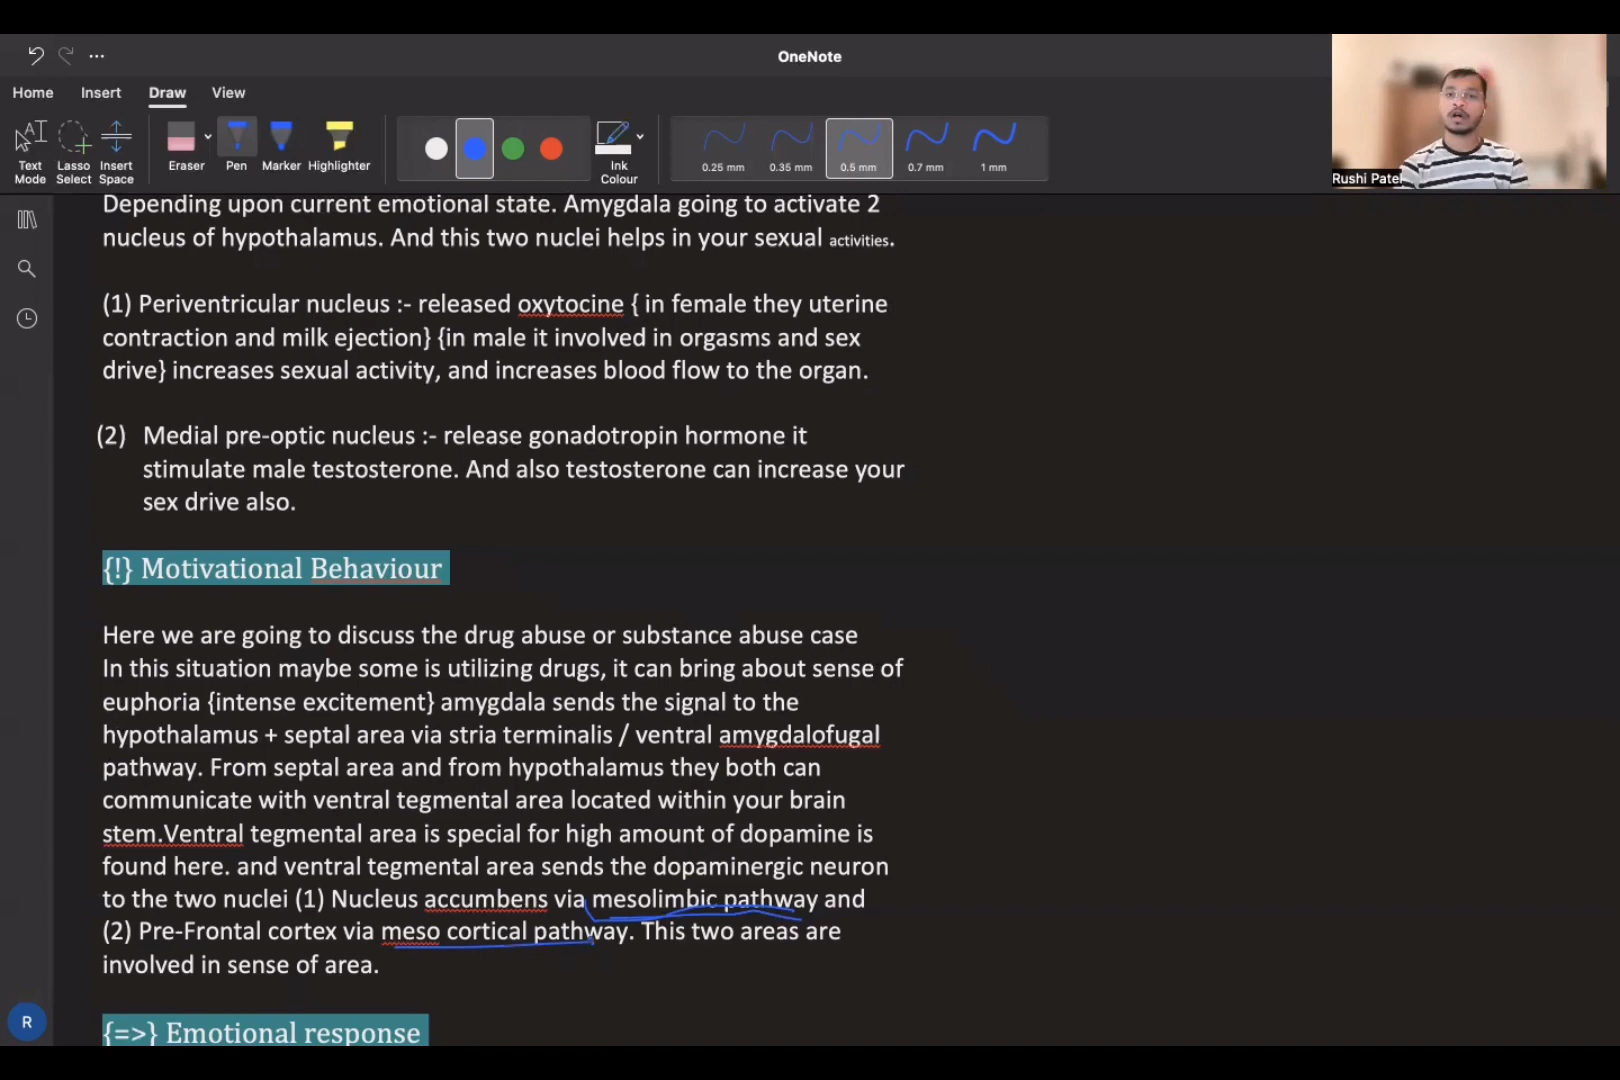 OneNote
Home Insert Draw View
Text Mode
Lasso Select
Insert Space
Eraser
Pen
Marker
Highlighter
Ink Colour
0.25 mm
0.35 mm
0.5 mm
0.7 mm
1 mm
Rushi Patel
Depending upon current emotional state. Amygdala going to activate 2
nucleus of hypothalamus. And this two nuclei helps in your sexual activities.
(1) Periventricular nucleus :- released oxytocine { in female they uterine
contraction and milk ejection} {in male it involved in orgasms and sex
drive} increases sexual activity, and increases blood flow to the organ.
(2) Medial pre-optic nucleus :- release gonadotropin hormone it
stimulate male testosterone. And also testosterone can increase your
sex drive also.
{!} Motivational Behaviour
Here we are going to discuss the drug abuse or substance abuse case
In this situation maybe some is utilizing drugs, it can bring about sense of
euphoria {intense excitement} amygdala sends the signal to the
hypothalamus + septal area via stria terminalis / ventral amygdalofugal
pathway. From septal area and from hypothalamus they both can
communicate with ventral tegmental area located within your brain
stem.Ventral tegmental area is special for high amount of dopamine is
found here. and ventral tegmental area sends the dopaminergic neuron
to the two nuclei (1) Nucleus accumbens via mesolimbic pathway and
(2) Pre-Frontal cortex via meso cortical pathway. This two areas are
involved in sense of area.
{=>} Emotional response
R